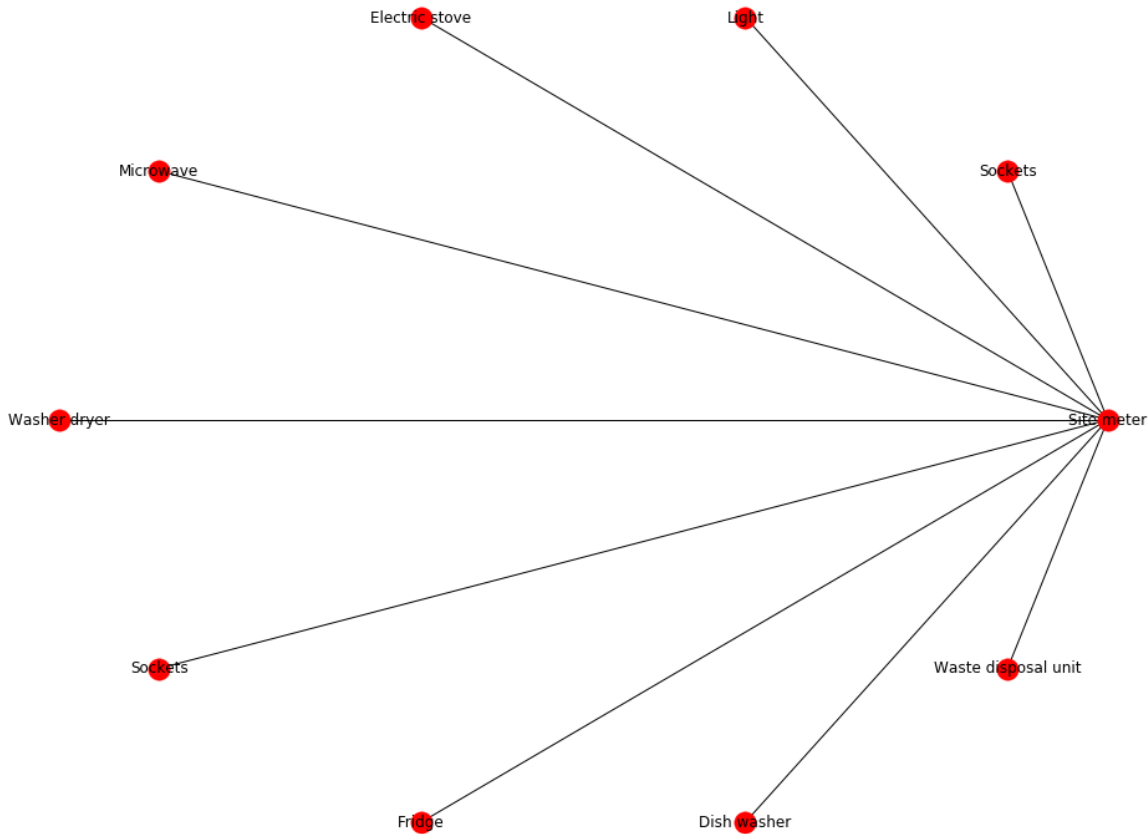 Electric stove
Light
Microwave
Sockets
Washer dryer
Site meter
Sockets
Waste disposal unit
Fridge
Dish washer